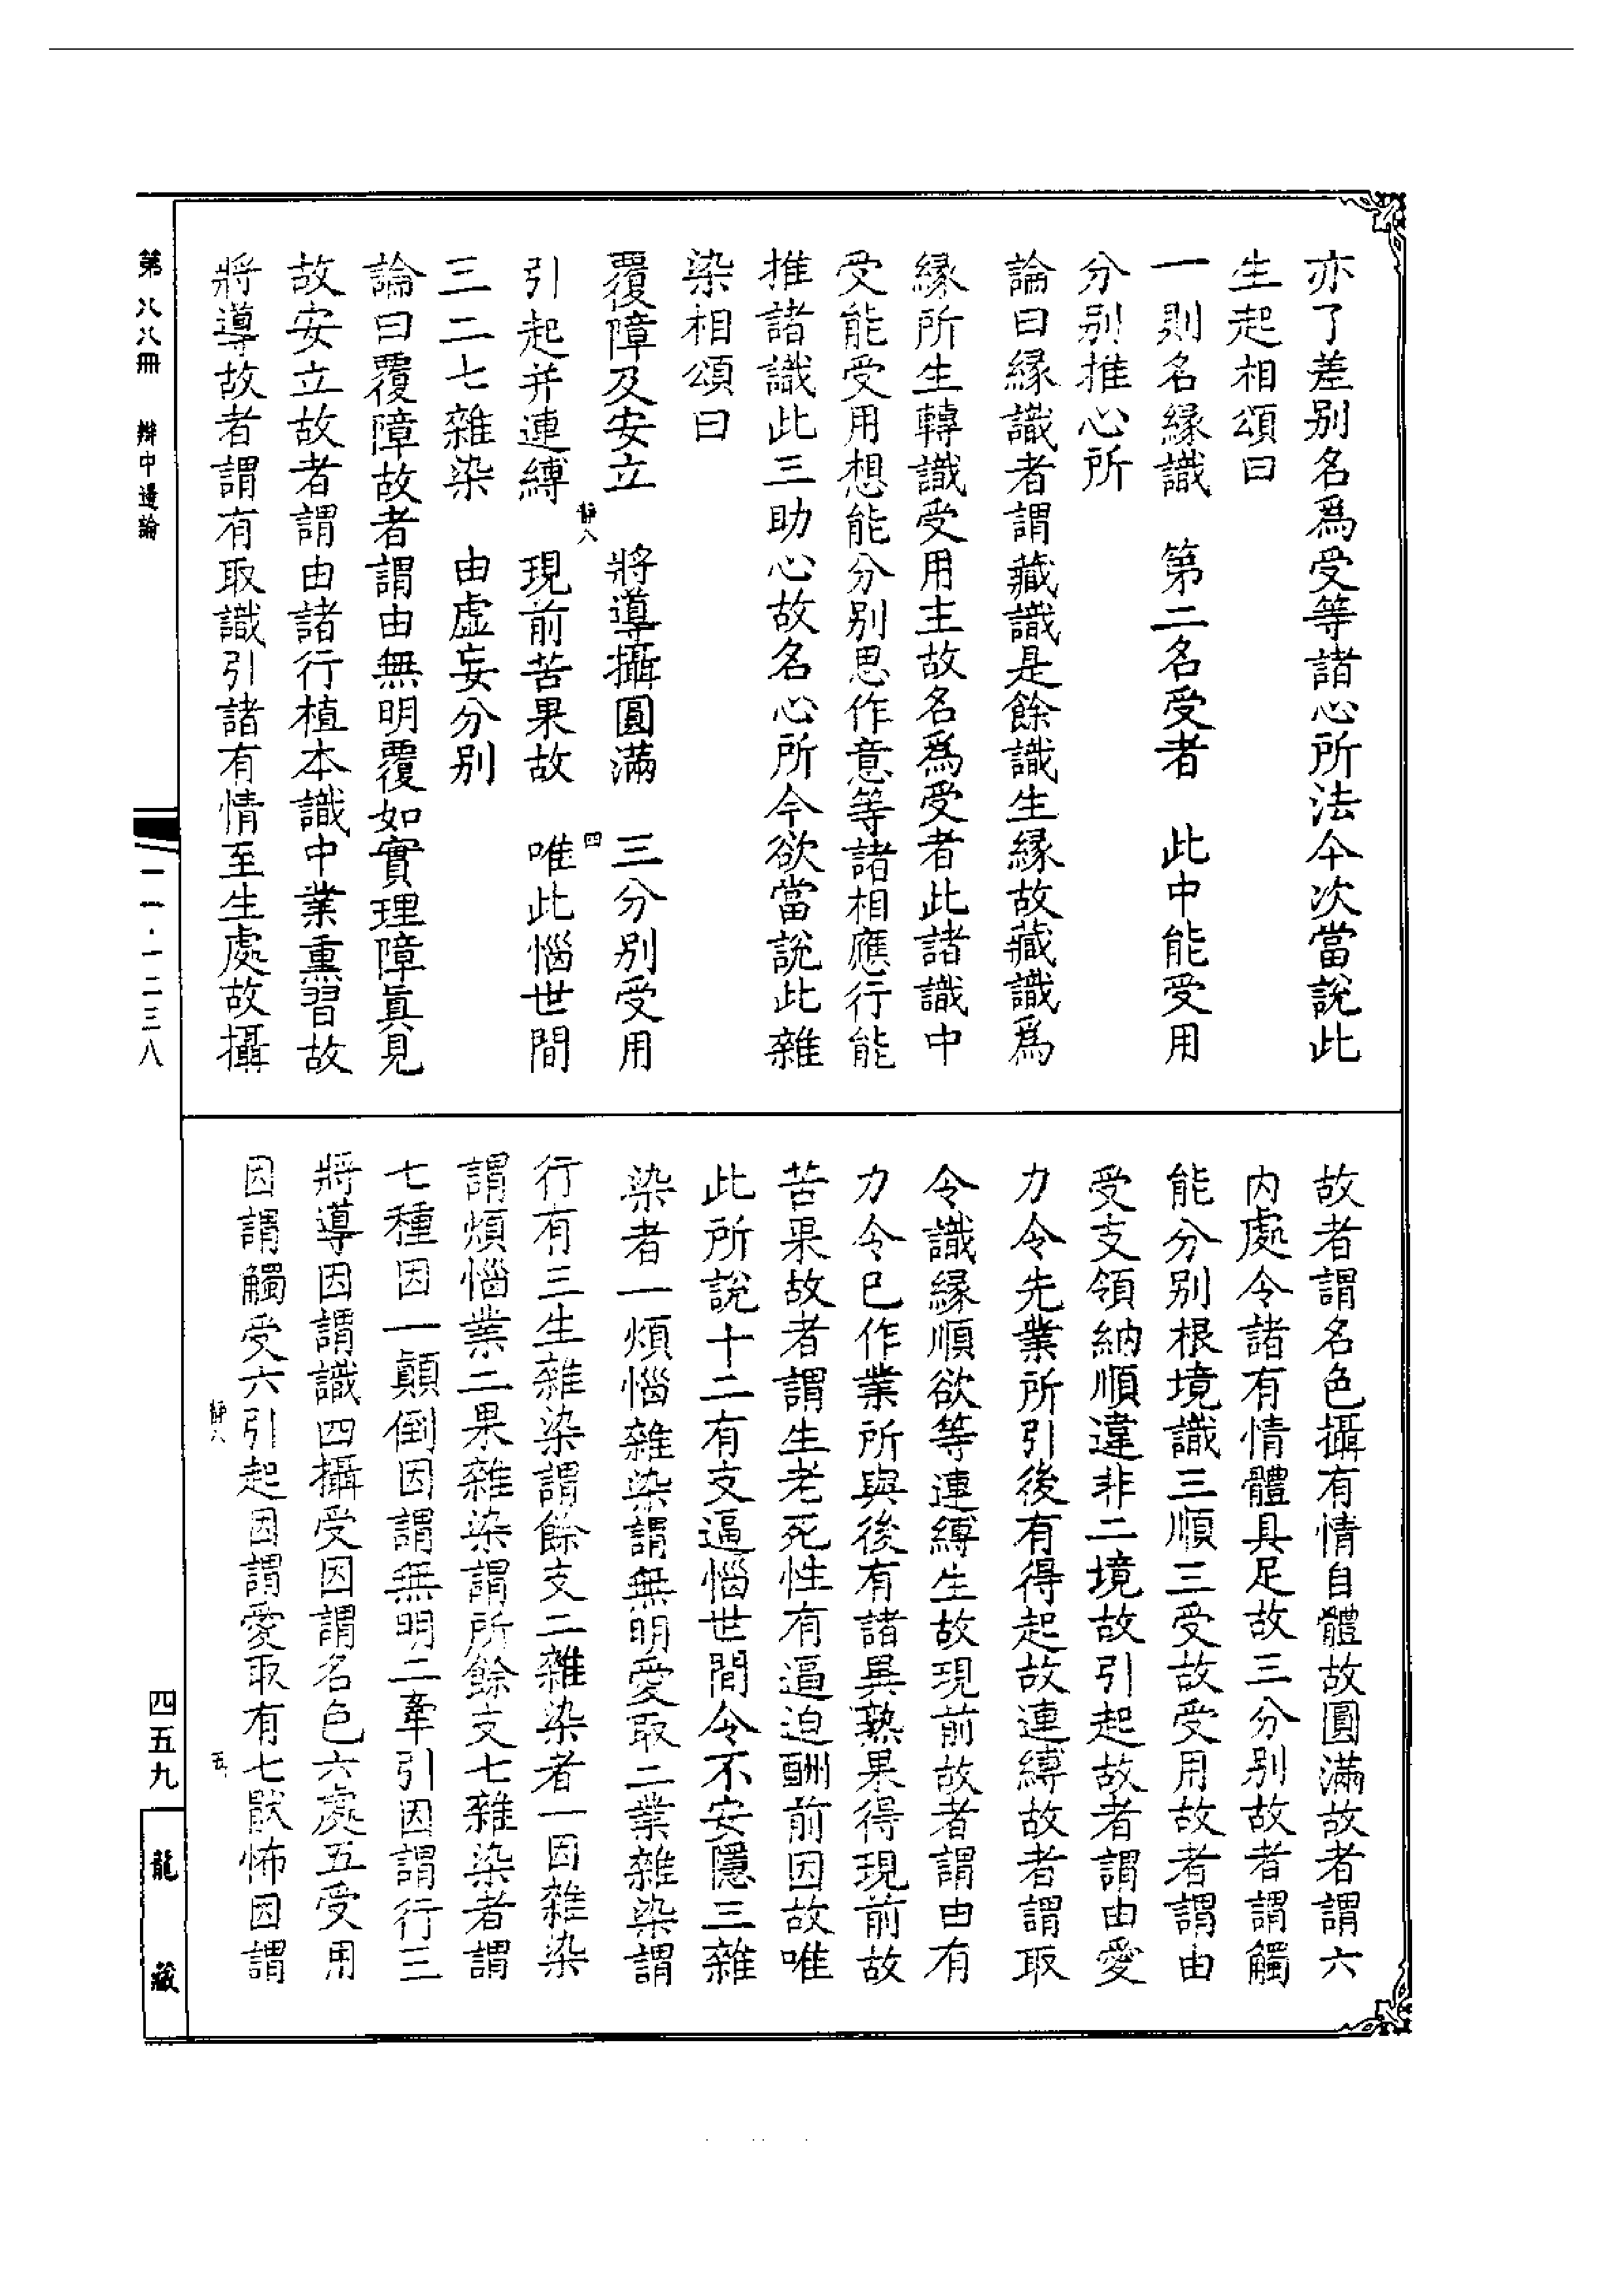 亦了差别名爲受等諸心所法今次當說此
生起相頌曰
一則名緣識　第二名受者　此中能受用
分别推心所
論曰緣識者謂藏識是餘識生緣故藏識爲
緣所生轉識受用主故名爲受者此諸識中
受能受用想能分别思作意等諸相應行能
推諸識此三助心故名心所今欲當說此雜
染相頌曰
覆障及安立　將導攝圓滿　三分别受用
靜八
四
引起并連縛　現前苦果故　唯此惱世間
三二七雜染　由虛妄分别
論曰覆障故者謂由無明覆如實理障真見
故安立故者謂由諸行植本識中業熏習故
將導故者謂有取識引諸有情至生處故攝
第八八冊　辯中邊論
一一·一二三八
故者謂名色攝有情自體故圓滿故者謂六
内處令諸有情體具足故三分别故者謂觸
能分别根境識三順三受故受用故者謂由
受支領納順違非二境故引起故者謂由愛
力令先業所引後有得起故連縛故者謂取
令識緣順欲等連縛生故現前故者謂由有
力令已作業所與後有諸異熟果得現前故
苦果故者謂生老死性有逼迫酬前因故唯
此所說十二有支逼惱世間令不安隱三雜
染者一煩惱雜染謂無明愛取二業雜染謂
行有三生雜染謂餘支二雜染者一因雜染
謂煩惱業二果雜染謂所餘支七雜染者謂
七種因一顛倒因謂無明二牽引因謂行三
將導因謂識四攝受因謂名色六處五受用
因謂觸受六引起因謂愛取有七厭怖因謂
靜八
五
四五九
龍藏